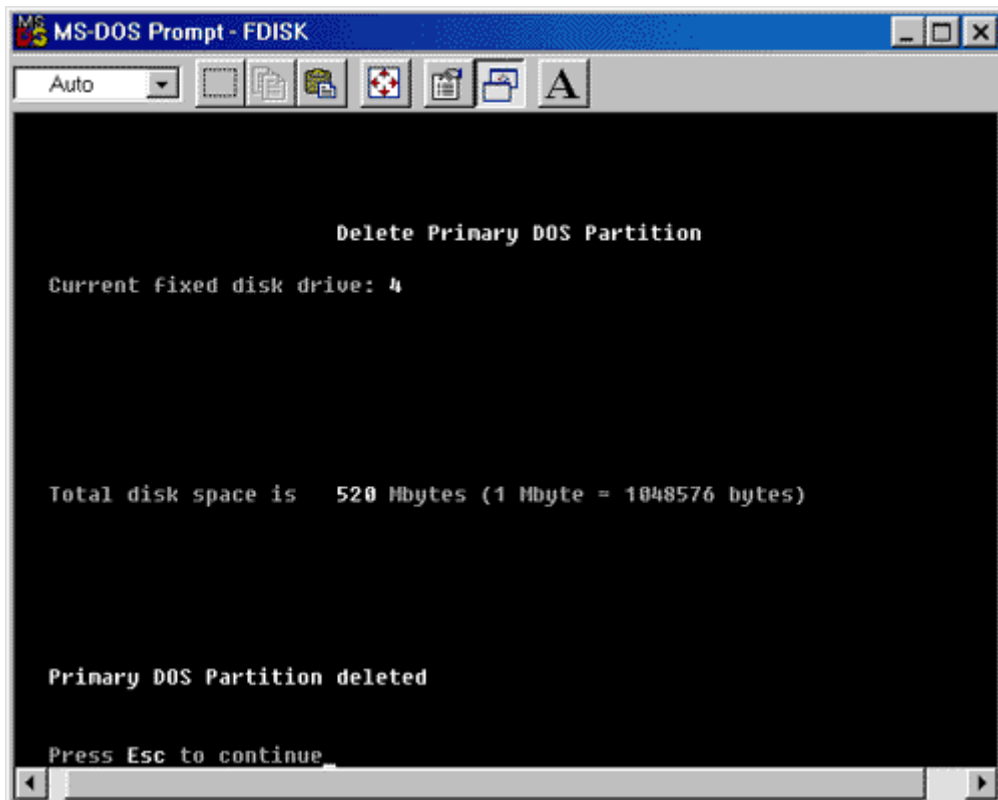 MS-DOS Prompt - FDISK
Auto
A
Delete Primary DOS Partition
Current fixed disk drive: 4
Total disk space is 520 Mbytes (1 Mbyte = 1048576 bytes)
Primary DOS Partition deleted
Press Esc to continue_